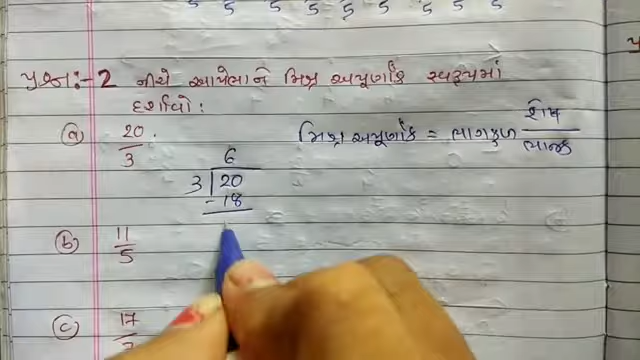 5 5 5 5 5 5 5 5 5
પ્રશ્ન:- 2 નીચે આપેલાને મિશ્ર અપૂર્ણાંક સ્વરૂપમાં
દર્શાવો:
(a) 20/3 :
મિશ્ર અપૂર્ણાંક = ભાગફળ શેષ/ભાજક
6
3 | 20
- 18
(b) 11/5
(c) 17